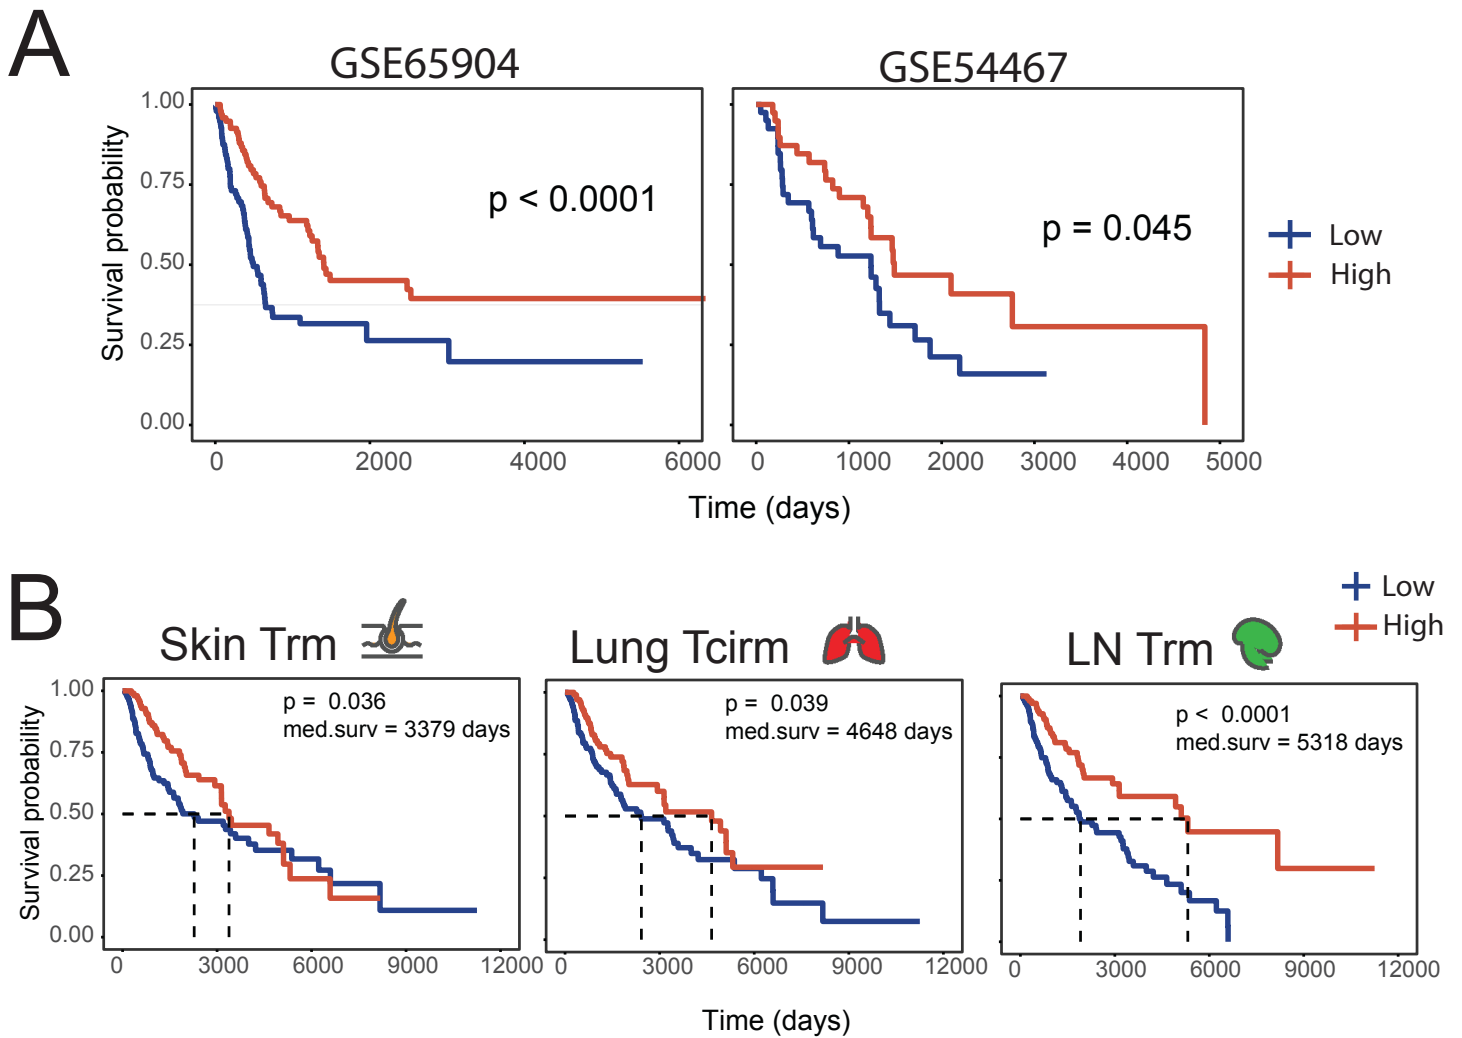 A
GSE65904
GSE54467
1.00
0.75
0.50
0.25
0.00
Survival probability
p < 0.0001
p = 0.045
Low
High
0 2000 4000 6000
0 1000 2000 3000 4000 5000
Time (days)
B
Low
High
Skin Trm
Lung Tcirm
LN Trm
1.00
0.75
0.50
0.25
0.00
Survival probability
p = 0.036
med.surv = 3379 days
p = 0.039
med.surv = 4648 days
p < 0.0001
med.surv = 5318 days
0 3000 6000 9000 12000
0 3000 6000 9000 12000
0 3000 6000 9000 12000
Time (days)